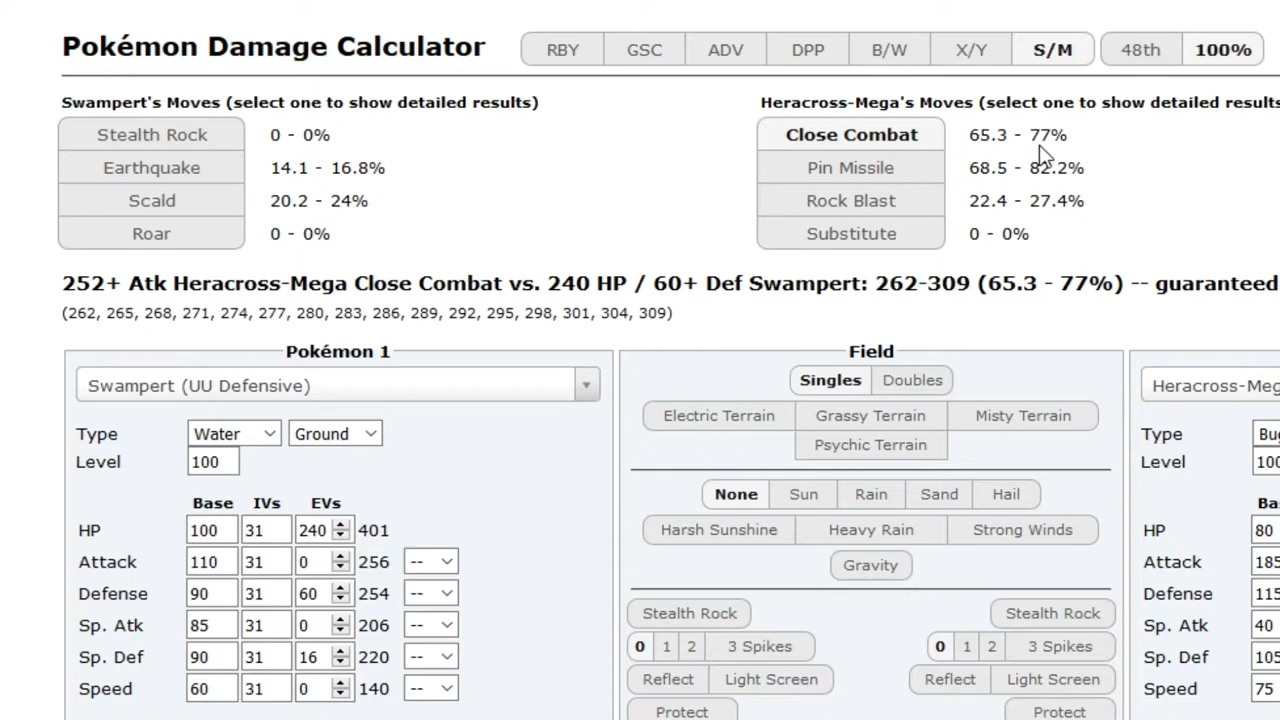 Pokémon Damage Calculator
RBY GSC ADV DPP B/W X/Y S/M 48th 100%
Swampert's Moves (select one to show detailed results)
Stealth Rock 0 - 0%
Earthquake 14.1 - 16.8%
Scald 20.2 - 24%
Roar 0 - 0%
Heracross-Mega's Moves (select one to show detailed results
Close Combat 65.3 - 77%
Pin Missile 68.5 - 82.2%
Rock Blast 22.4 - 27.4%
Substitute 0 - 0%
252+ Atk Heracross-Mega Close Combat vs. 240 HP / 60+ Def Swampert: 262-309 (65.3 - 77%) -- guaranteed
(262, 265, 268, 271, 274, 277, 280, 283, 286, 289, 292, 295, 298, 301, 304, 309)
Pokémon 1
Swampert (UU Defensive)
Type Water Ground
Level 100
Base IVs EVs
HP 100 31 240 401
Attack 110 31 0 256 --
Defense 90 31 60 254 --
Sp. Atk 85 31 0 206 --
Sp. Def 90 31 16 220 --
Speed 60 31 0 140 --
Field
Singles Doubles
Electric Terrain Grassy Terrain Misty Terrain
Psychic Terrain
None Sun Rain Sand Hail
Harsh Sunshine Heavy Rain Strong Winds
Gravity
Stealth Rock Stealth Rock
0 1 2 3 Spikes 0 1 2 3 Spikes
Reflect Light Screen Reflect Light Screen
Protect Protect
Heracross-Meg
Type Bug
Level 100
Ba
HP 80
Attack 185
Defense 115
Sp. Atk 40
Sp. Def 105
Speed 75